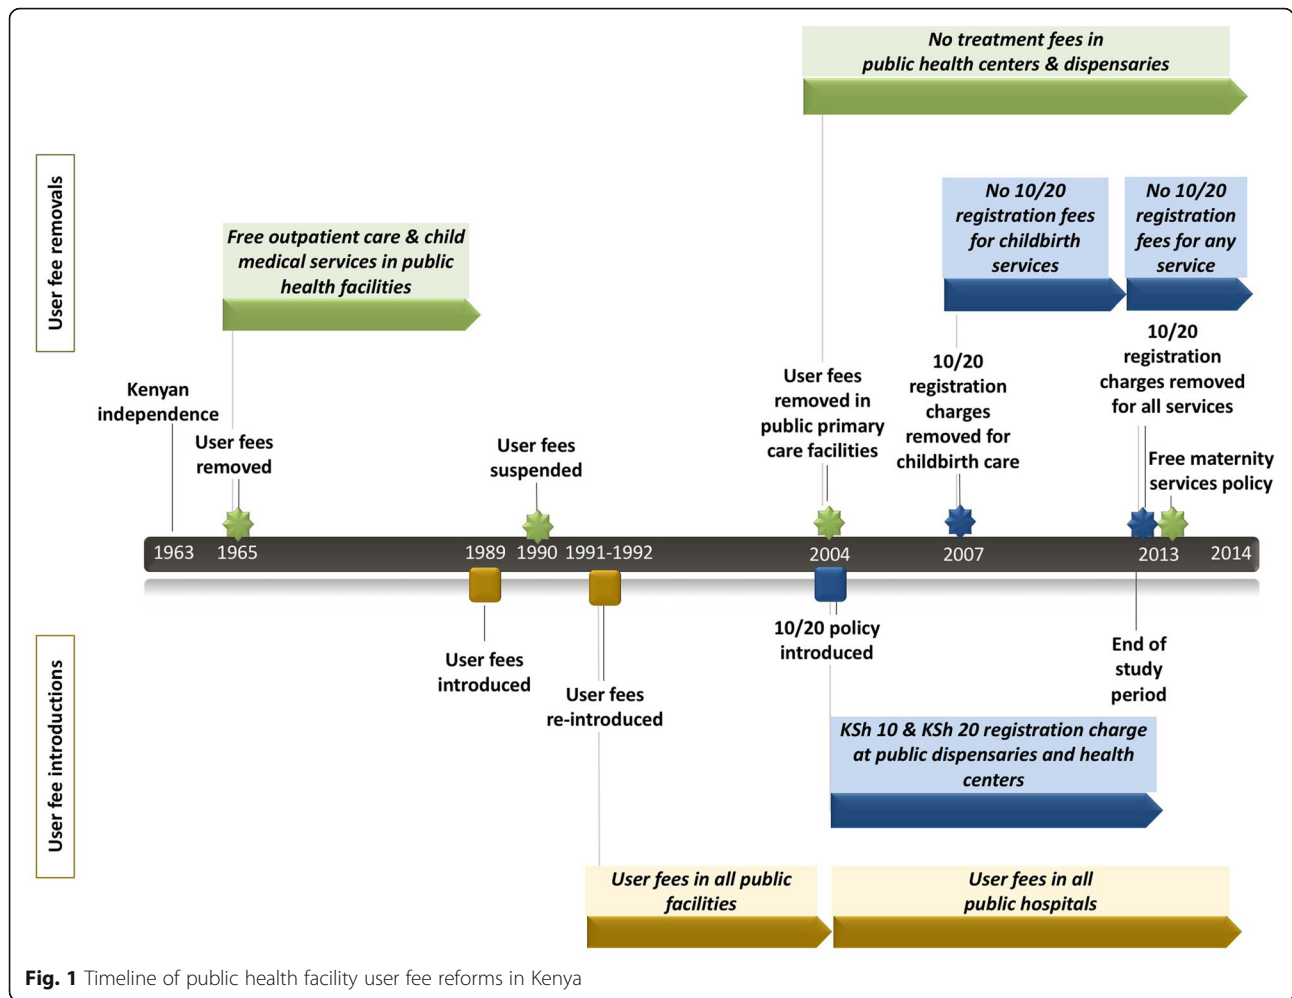 No treatment fees in
public health centers & dispensaries
User fee removals
No 10/20
registration fees
for childbirth
services
No 10/20
registration
fees for any
service
Free outpatient care & child
medical services in public
health facilities
Kenyan
independence
User fees
removed
User fees
suspended
User fees
removed in
public primary
care facilities
10/20
registration
charges
removed for
childbirth care
10/20
registration
charges removed
for all services
Free maternity
services policy
1963
1965
1989
1990
1991-1992
2004
2007
2013
2014
User fee introductions
User fees
introduced
User fees
re-introduced
10/20 policy
introduced
End of
study
period
KSh 10 & KSh 20 registration charge
at public dispensaries and health
centers
User fees in all public
facilities
User fees in all
public hospitals
Fig. 1 Timeline of public health facility user fee reforms in Kenya